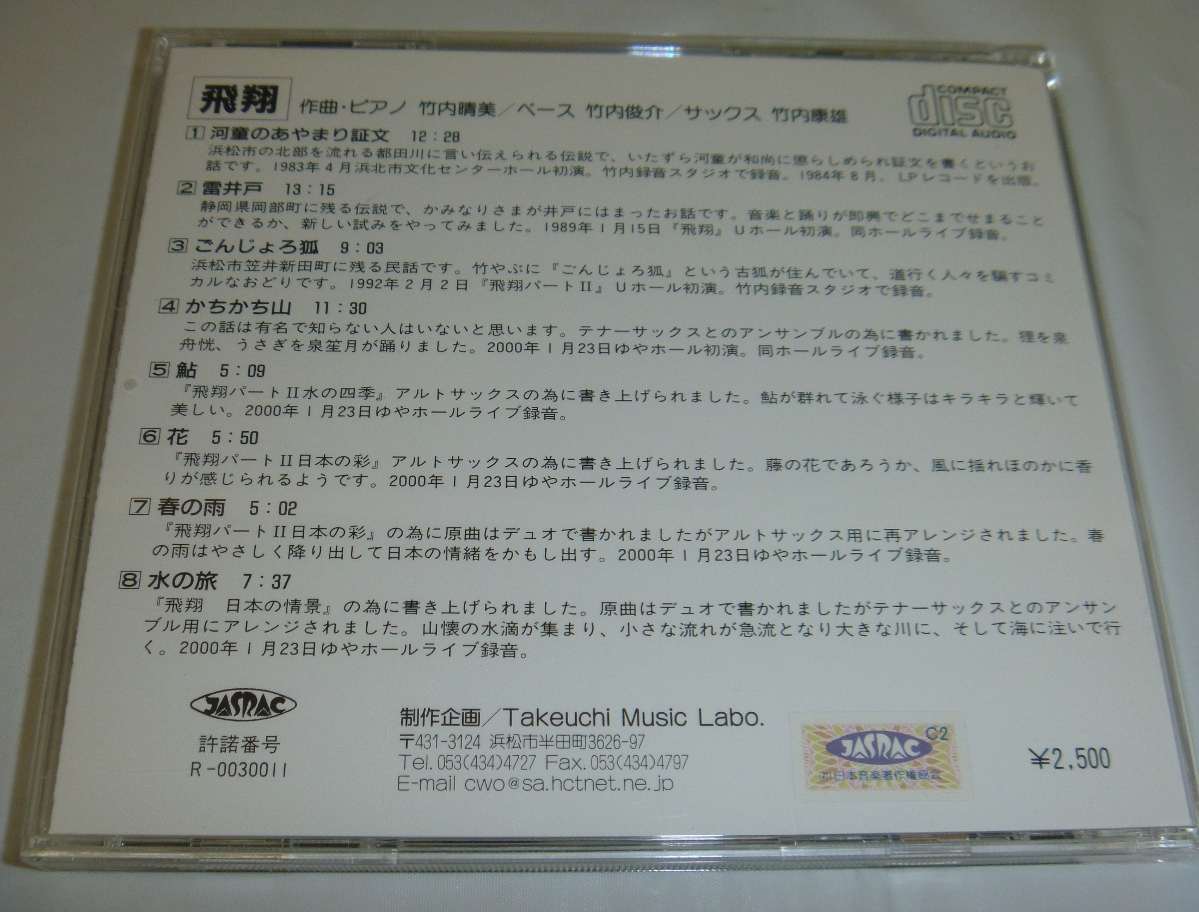 飛翔 作曲・ピアノ 竹内晴美／ベース 竹内俊介／サックス 竹内康雄
COMPACT
disc
DIGITAL AUDIO
1 河童のあやまり証文 12：28
浜松市の北部を流れる都田川に言い伝えられる伝説で、いたずら河童が和尚に懲らしめられ証文を書くというお
話です。1983年4月浜北市文化センターホール初演。竹内録音スタジオで録音。1984年8月、LPレコードを出版。
2 雷井戸 13：15
静岡県岡部町に残る伝説で、かみなりさまが井戸にはまったお話です。音楽と踊りが即興でどこまでせまること
ができるか、新しい試みをやってみました。1989年1月15日『飛翔』Uホール初演。同ホールライブ録音。
3 ごんじょろ狐 9：03
浜松市笠井新田町に残る民話です。竹やぶに『ごんじょろ狐』という古狐が住んでいて、道行く人々を騙すコミ
カルなおどりです。1992年2月2日『飛翔パートII』Uホール初演。竹内録音スタジオで録音。
4 かちかち山 11：30
この話は有名で知らない人はいないと思います。テナーサックスとのアンサンブルの為に書かれました。狸を泉
舟恍、うさぎを泉笙月が踊りました。2000年1月23日ゆやホール初演。同ホールライブ録音。
5 鮎 5：09
『飛翔パートII水の四季』アルトサックスの為に書き上げられました。鮎が群れて泳ぐ様子はキラキラと輝いて
美しい。2000年1月23日ゆやホールライブ録音。
6 花 5：50
『飛翔パートII日本の彩』アルトサックスの為に書き上げられました。藤の花であろうか、風に揺れほのかに香
りが感じられるようです。2000年1月23日ゆやホールライブ録音。
7 春の雨 5：02
『飛翔パートII日本の彩』の為に原曲はデュオで書かれましたがアルトサックス用に再アレンジされました。春
の雨はやさしく降り出して日本の情緒をかもし出す。2000年1月23日ゆやホールライブ録音。
8 水の旅 7：37
『飛翔 日本の情景』の為に書き上げられました。原曲はデュオで書かれましたがテナーサックスとのアンサン
ブル用にアレンジされました。山懐の水滴が集まり、小さな流れが急流となり大きな川に、そして海に注いで行
く。2000年1月23日ゆやホールライブ録音。
JASRAC
許諾番号
R-0030011
制作企画／Takeuchi Music Labo.
〒431-3124 浜松市半田町3626-97
Tel. 053(434)4727 Fax. 053(434)4797
E-mail cwo@sa.hctnet.ne.jp
C2
JASRAC
日本音楽著作権協会
¥2,500